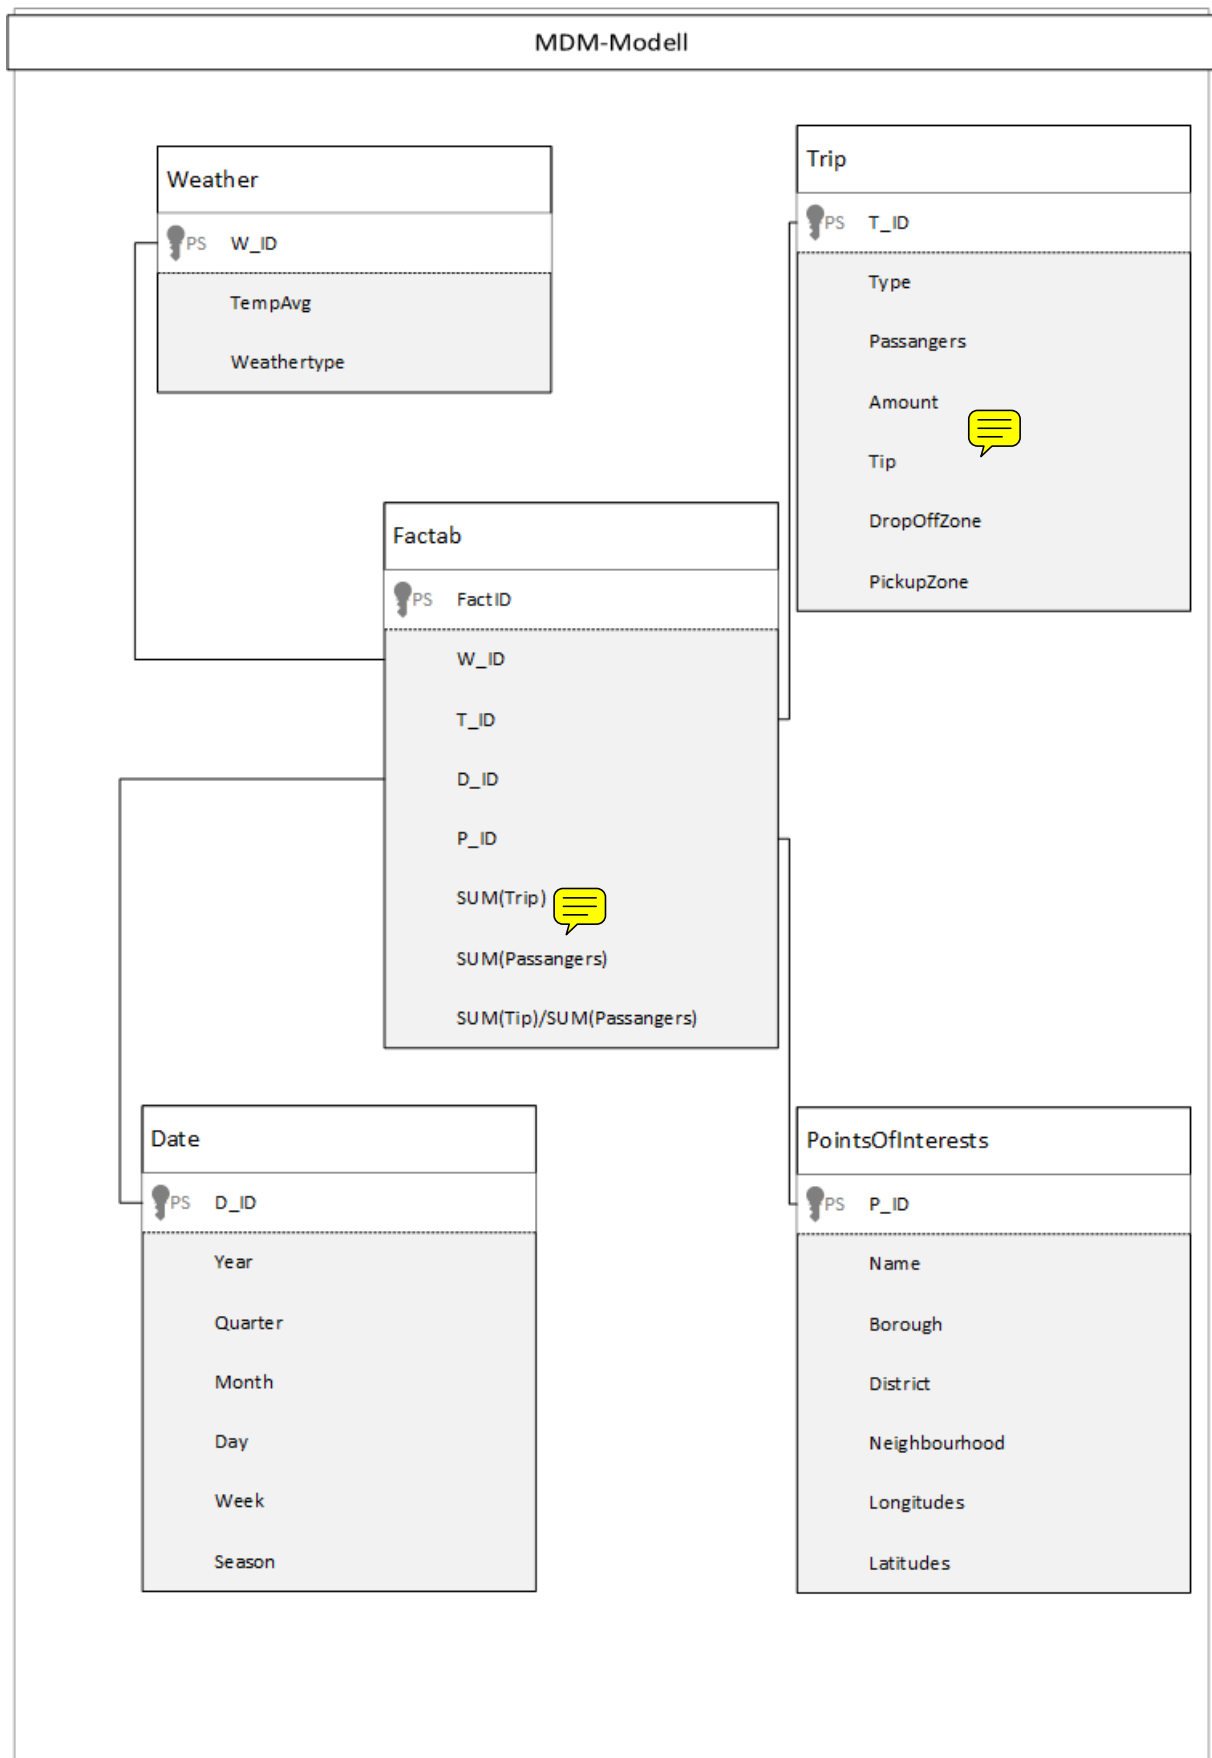 MDM-Modell
Weather
PS W_ID
TempAvg
Weathertype
Trip
PS T_ID
Type
Passangers
Amount
Tip
DropOffZone
PickupZone
Factab
PS FactID
W_ID
T_ID
D_ID
P_ID
SUM(Trip)
SUM(Passangers)
SUM(Tip)/SUM(Passangers)
Date
PS D_ID
Year
Quarter
Month
Day
Week
Season
PointsOfInterests
PS P_ID
Name
Borough
District
Neighbourhood
Longitudes
Latitudes